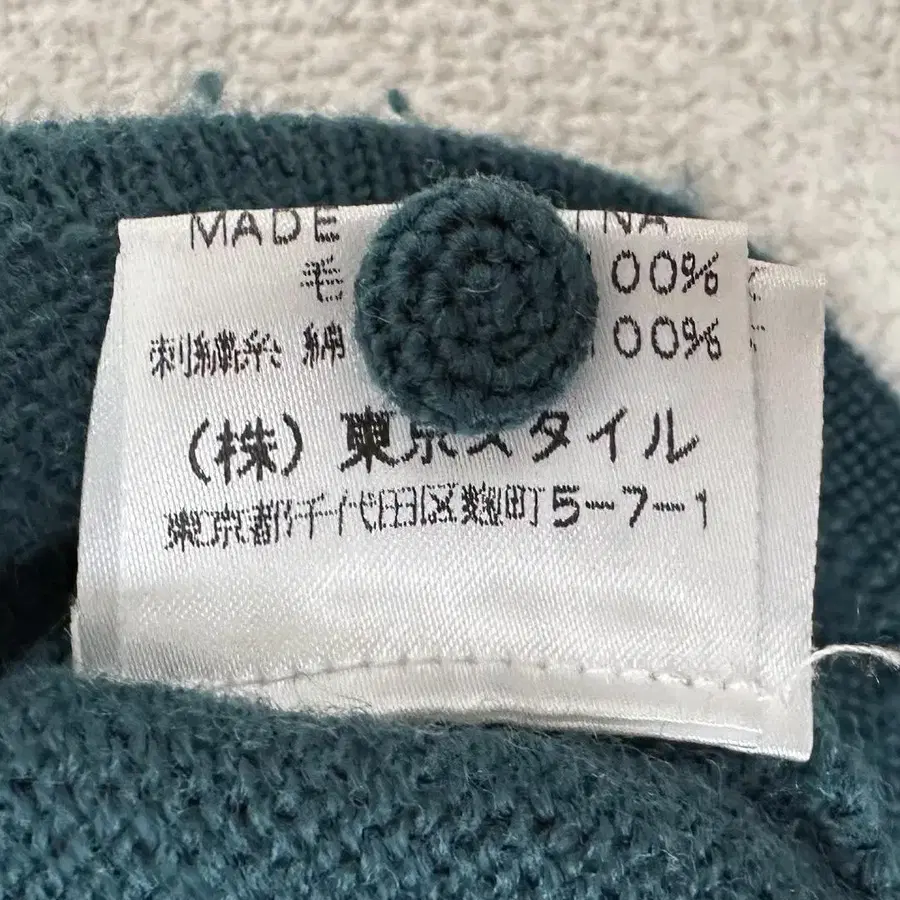 MADE NA
毛 100%
刺繍糸 綿 100%
(株) 東京スタイル
東京都千代田区麹町5-7-1